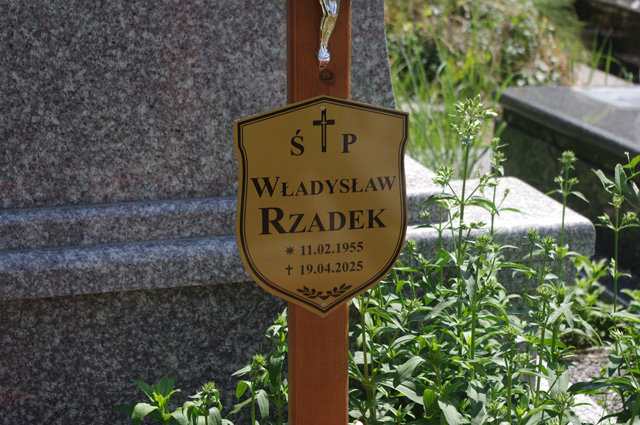 Ś P
WŁADYSŁAW
RZADEK
✷ 11.02.1955
† 19.04.2025